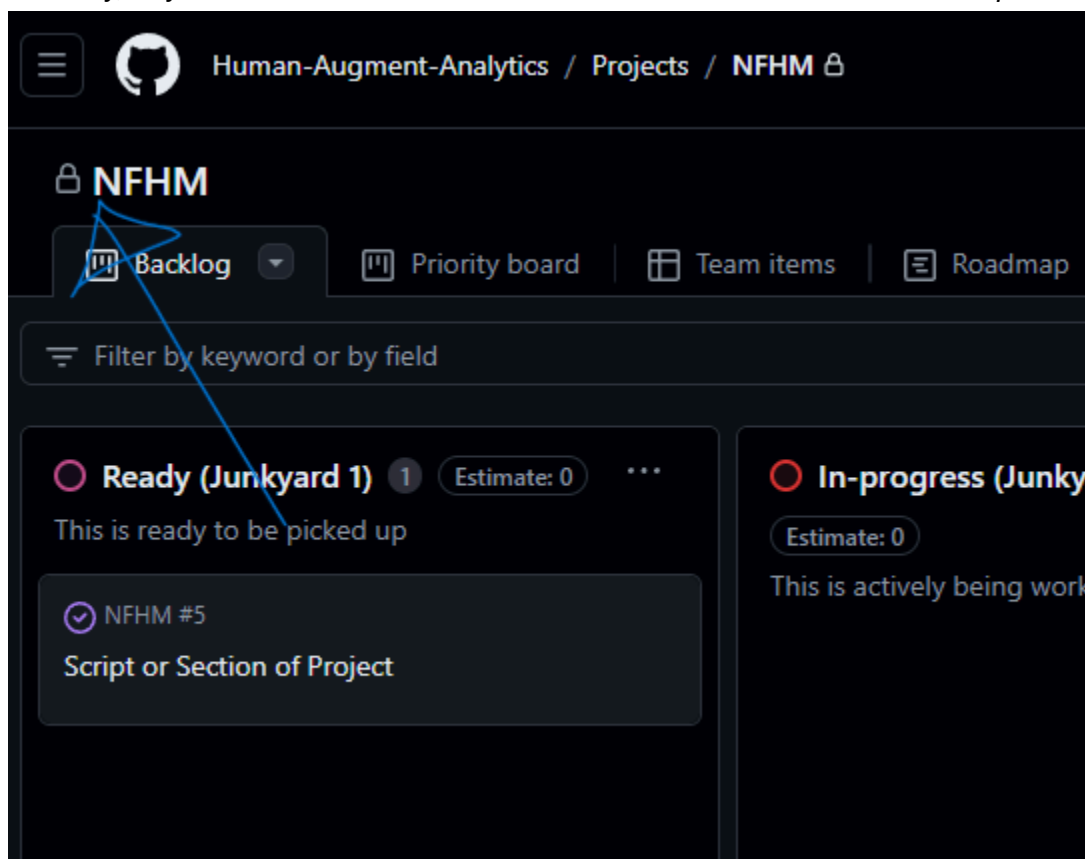 Human-Augment-Analytics / Projects / NFHM
NFHM
Backlog Priority board Team items Roadmap
Filter by keyword or by field
Ready (Junkyard 1) 1 Estimate: 0 ...
This is ready to be picked up
NFHM #5
Script or Section of Project
In-progress (Junky
Estimate: 0
This is actively being work